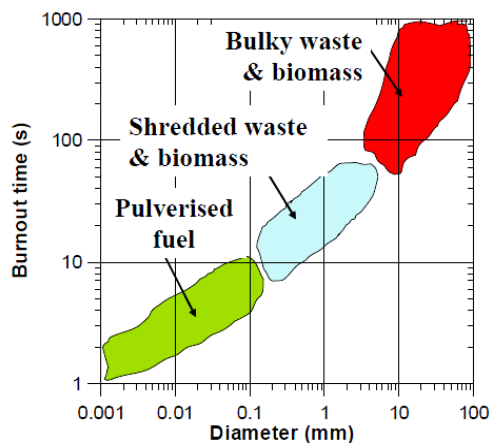 1000
Bulky waste
& biomass
100
Shredded waste
& biomass
Pulverised
fuel
10
1
0.001 0.01 0.1 1 10 100
Burnout time (s)
Diameter (mm)